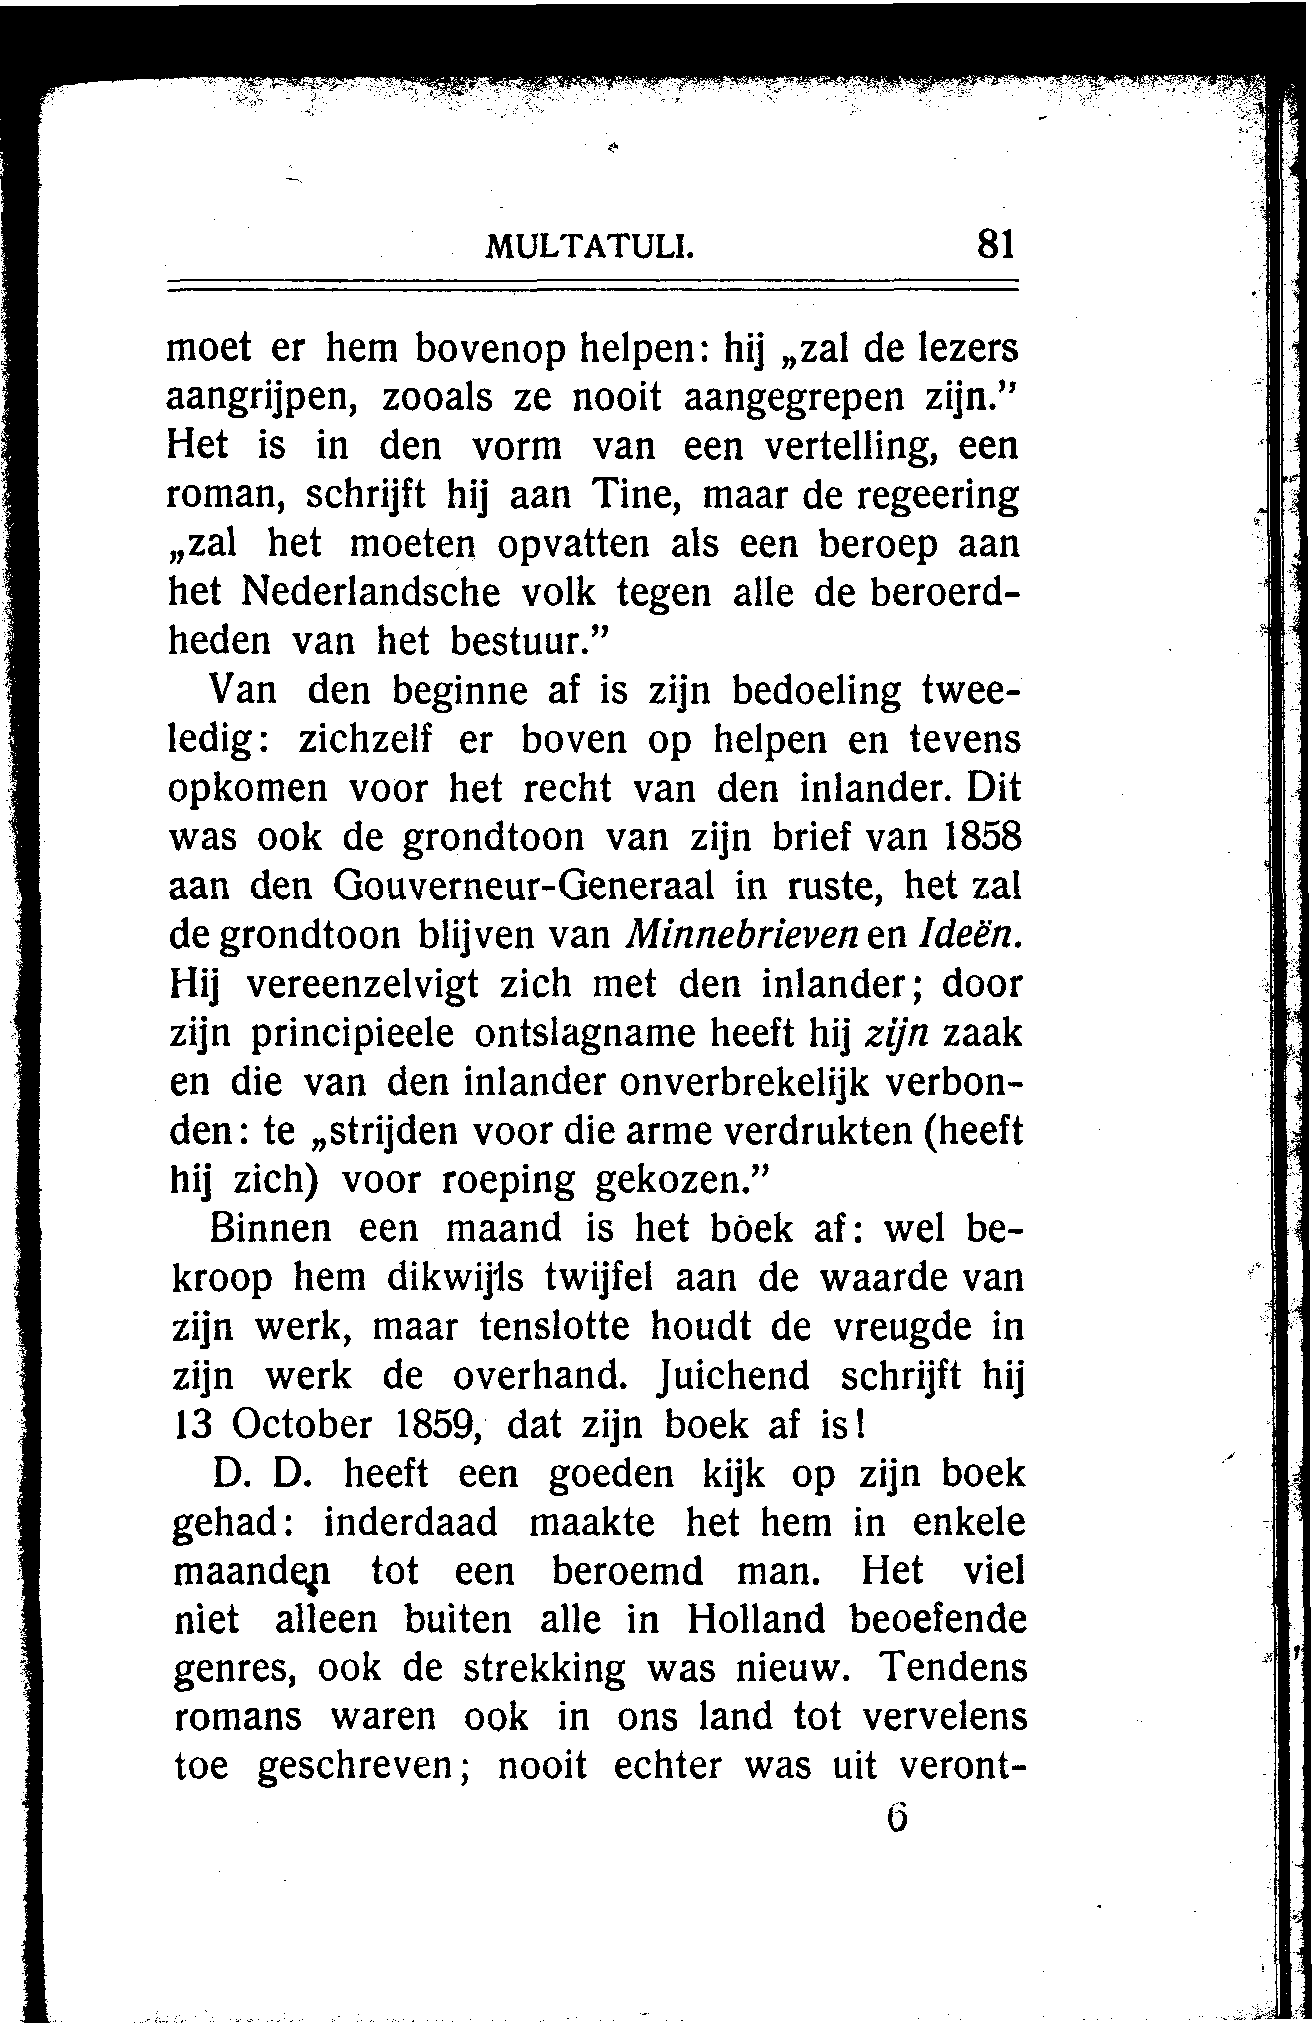 MULTATULI. 81
moet er hem bovenop helpen: hij „zal de lezers
aangrijpen, zooals ze nooit aangegrepen zijn.”
Het is in den vorm van een vertelling, een
roman, schrijft hij aan Tine, maar de regeering
„zal het moeten opvatten als een beroep aan
het Nederlandsche volk tegen alle de beroerd-
heden van het bestuur.”
Van den beginne af is zijn bedoeling twee-
ledig: zichzelf er boven op helpen en tevens
opkomen voor het recht van den inlander. Dit
was ook de grondtoon van zijn brief van 1858
aan den Gouverneur-Generaal in ruste, het zal
de grondtoon blijven van Minnebrieven en Ideën.
Hij vereenzelvigt zich met den inlander; door
zijn principieele ontslagname heeft hij zijn zaak
en die van den inlander onverbrekelijk verbon-
den: te „strijden voor die arme verdrukten (heeft
hij zich) voor roeping gekozen.”
Binnen een maand is het boek af: wel be-
kroop hem dikwijls twijfel aan de waarde van
zijn werk, maar tenslotte houdt de vreugde in
zijn werk de overhand. Juichend schrijft hij
13 October 1859, dat zijn boek af is!
D. D. heeft een goeden kijk op zijn boek
gehad: inderdaad maakte het hem in enkele
maanden tot een beroemd man. Het viel
niet alleen buiten alle in Holland beoefende
genres, ook de strekking was nieuw. Tendens
romans waren ook in ons land tot vervelens
toe geschreven; nooit echter was uit veront-
6